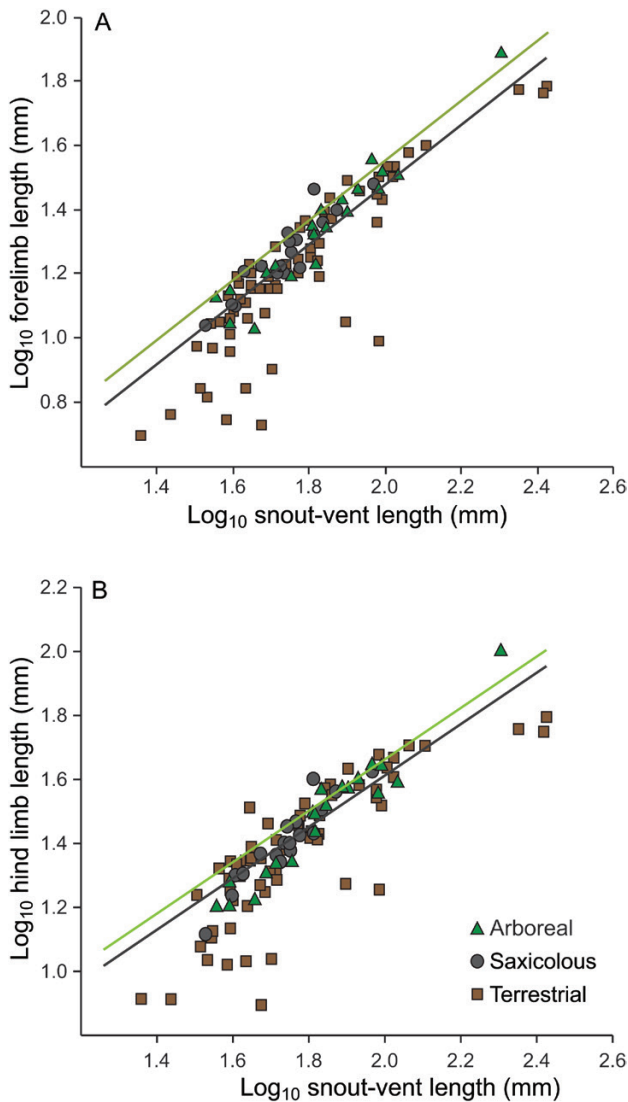 A
2.0
1.8
1.6
1.4
1.2
1.0
0.8
Log10 forelimb length (mm)
1.4 1.6 1.8 2.0 2.2 2.4 2.6
Log10 snout-vent length (mm)
B
2.2
2.0
1.8
1.6
1.4
1.2
1.0
Log10 hind limb length (mm)
Arboreal
Saxicolous
Terrestrial
1.4 1.6 1.8 2.0 2.2 2.4 2.6
Log10 snout-vent length (mm)